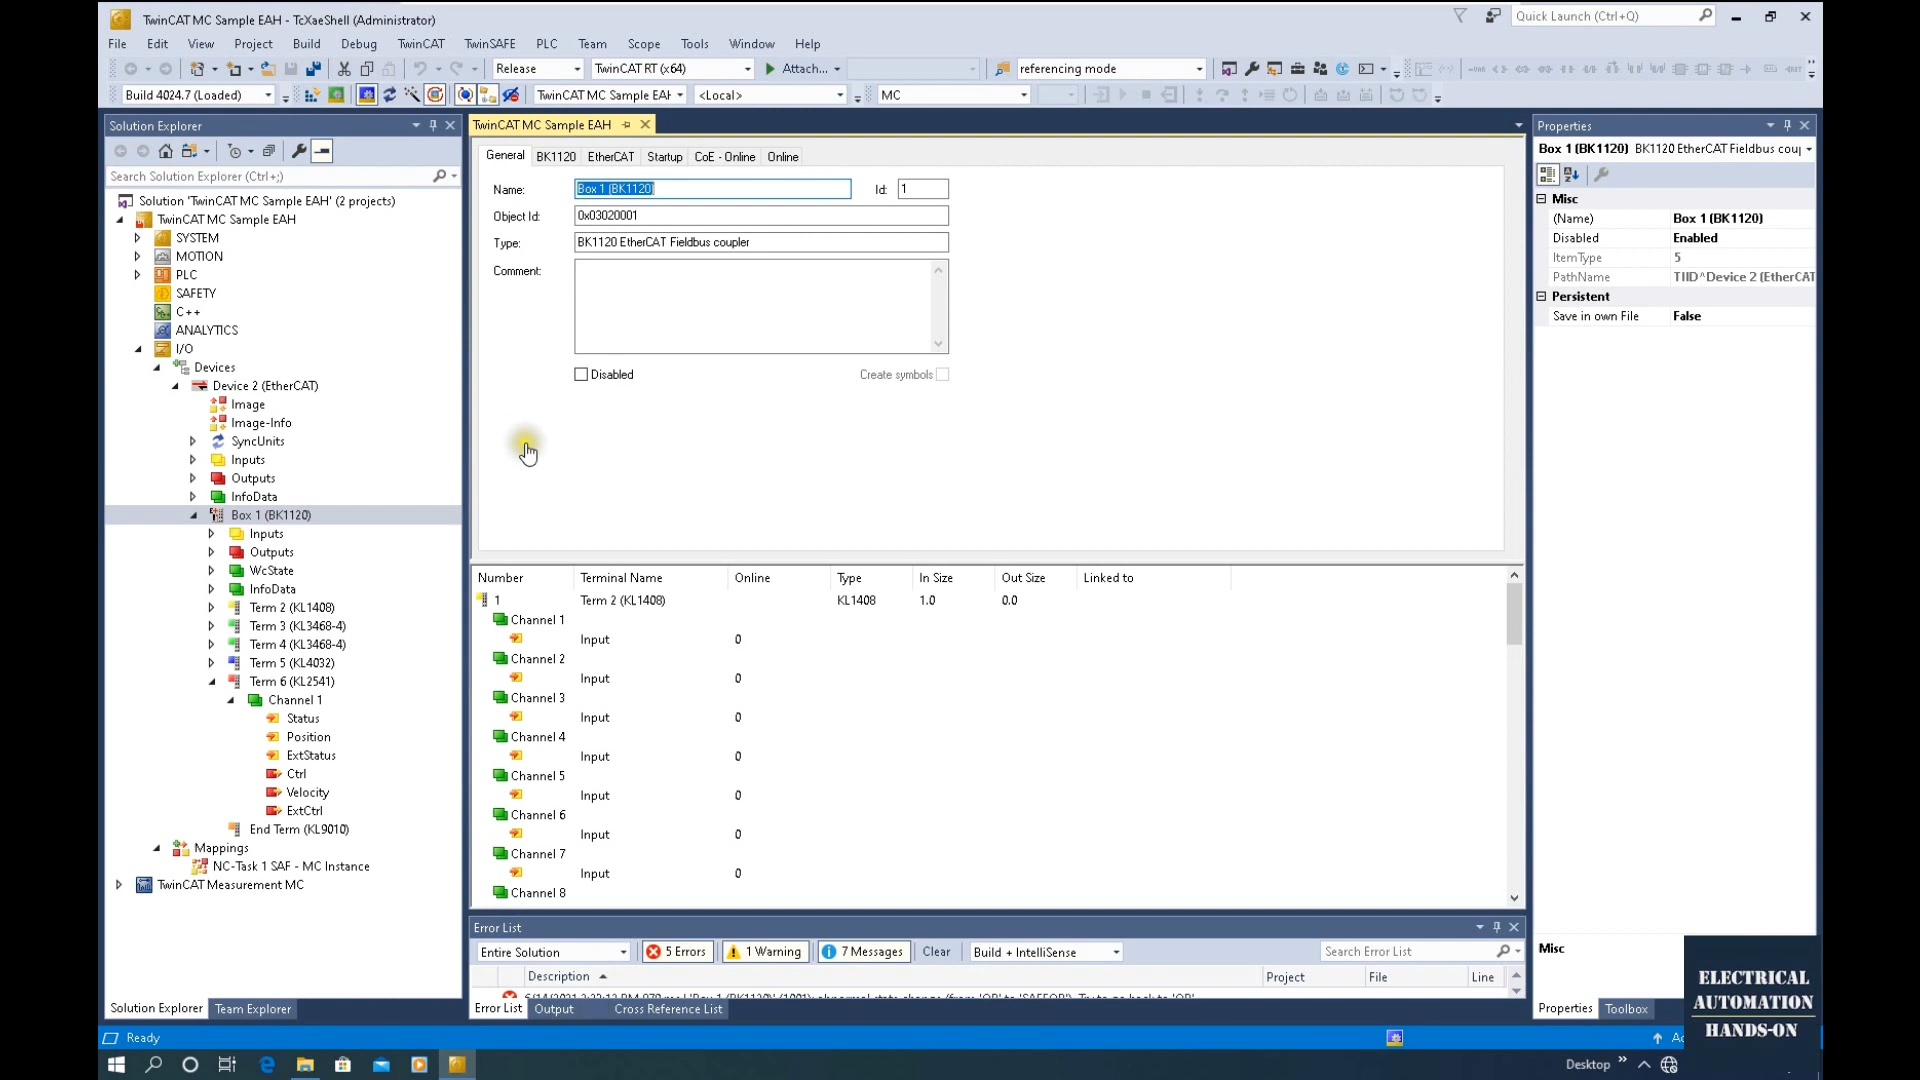 TwinCAT MC Sample EAH - TcXaeShell (Administrator)
Quick Launch (Ctrl+Q)
File Edit View Project Build Debug TwinCAT TwinSAFE PLC Team Scope Tools Window Help
Release TwinCAT RT (x64) Attach... referencing mode
Build 4024.7 (Loaded) TwinCAT MC Sample EAH <Local> MC
Solution Explorer
Search Solution Explorer (Ctrl+;)
Solution 'TwinCAT MC Sample EAH' (2 projects)
TwinCAT MC Sample EAH
SYSTEM
MOTION
PLC
SAFETY
C++
ANALYTICS
I/O
Devices
Device 2 (EtherCAT)
Image
Image-Info
SyncUnits
Inputs
Outputs
InfoData
Box 1 (BK1120)
Inputs
Outputs
WcState
InfoData
Term 2 (KL1408)
Term 3 (KL3468-4)
Term 4 (KL3468-4)
Term 5 (KL4032)
Term 6 (KL2541)
Channel 1
Status
Position
ExtStatus
Ctrl
Velocity
ExtCtrl
End Term (KL9010)
Mappings
NC-Task 1 SAF - MC Instance
TwinCAT Measurement MC
Solution Explorer Team Explorer
TwinCAT MC Sample EAH
General BK1120 EtherCAT Startup CoE - Online Online
Name: Box 1 (BK1120) Id: 1
Object Id: 0x03020001
Type: BK1120 EtherCAT Fieldbus coupler
Comment:
Disabled Create symbols
Number Terminal Name Online Type In Size Out Size Linked to
1 Term 2 (KL1408) KL1408 1.0 0.0
Channel 1
Input 0
Channel 2
Input 0
Channel 3
Input 0
Channel 4
Input 0
Channel 5
Input 0
Channel 6
Input 0
Channel 7
Input 0
Channel 8
Error List
Entire Solution 5 Errors 1 Warning 7 Messages Clear Build + IntelliSense Search Error List
Description Project File Line
Error List Output Cross Reference List
Properties
Box 1 (BK1120) BK1120 EtherCAT Fieldbus cou
Misc
(Name) Box 1 (BK1120)
Disabled Enabled
ItemType 5
PathName TIID^Device 2 (EtherCAT
Persistent
Save in own File False
Misc
Properties Toolbox
ELECTRICAL
AUTOMATION
HANDS-ON
Ready
Desktop